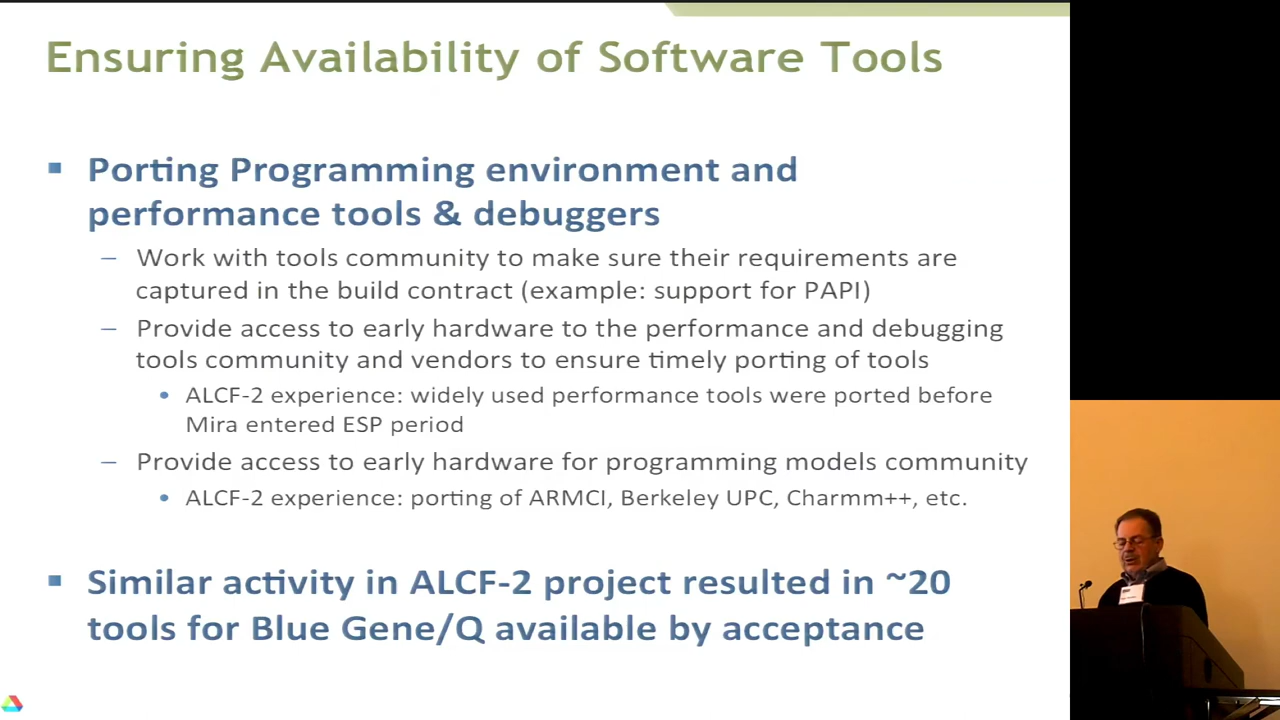 Ensuring Availability of Software Tools
▪ Porting Programming environment and
performance tools & debuggers
– Work with tools community to make sure their requirements are
captured in the build contract (example: support for PAPI)
– Provide access to early hardware to the performance and debugging
tools community and vendors to ensure timely porting of tools
• ALCF-2 experience: widely used performance tools were ported before
Mira entered ESP period
– Provide access to early hardware for programming models community
• ALCF-2 experience: porting of ARMCI, Berkeley UPC, Charmm++, etc.
▪ Similar activity in ALCF-2 project resulted in ~20
tools for Blue Gene/Q available by acceptance